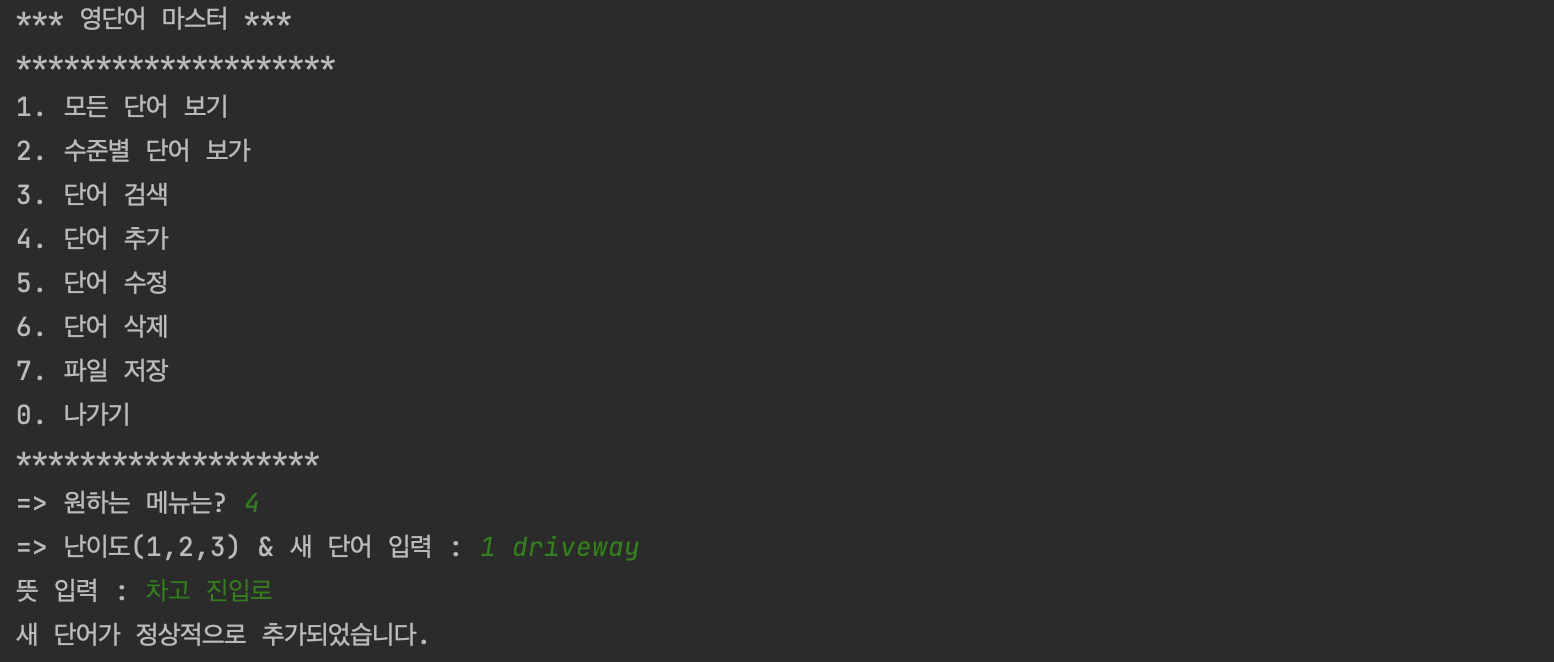 *** 영단어 마스터 ***
********************
1. 모든 단어 보기
2. 수준별 단어 보가
3. 단어 검색
4. 단어 추가
5. 단어 수정
6. 단어 삭제
7. 파일 저장
0. 나가기
*******************
=> 원하는 메뉴는? 4
=> 난이도(1,2,3) & 새 단어 입력 : 1 driveway
뜻 입력 : 차고 진입로
새 단어가 정상적으로 추가되었습니다.